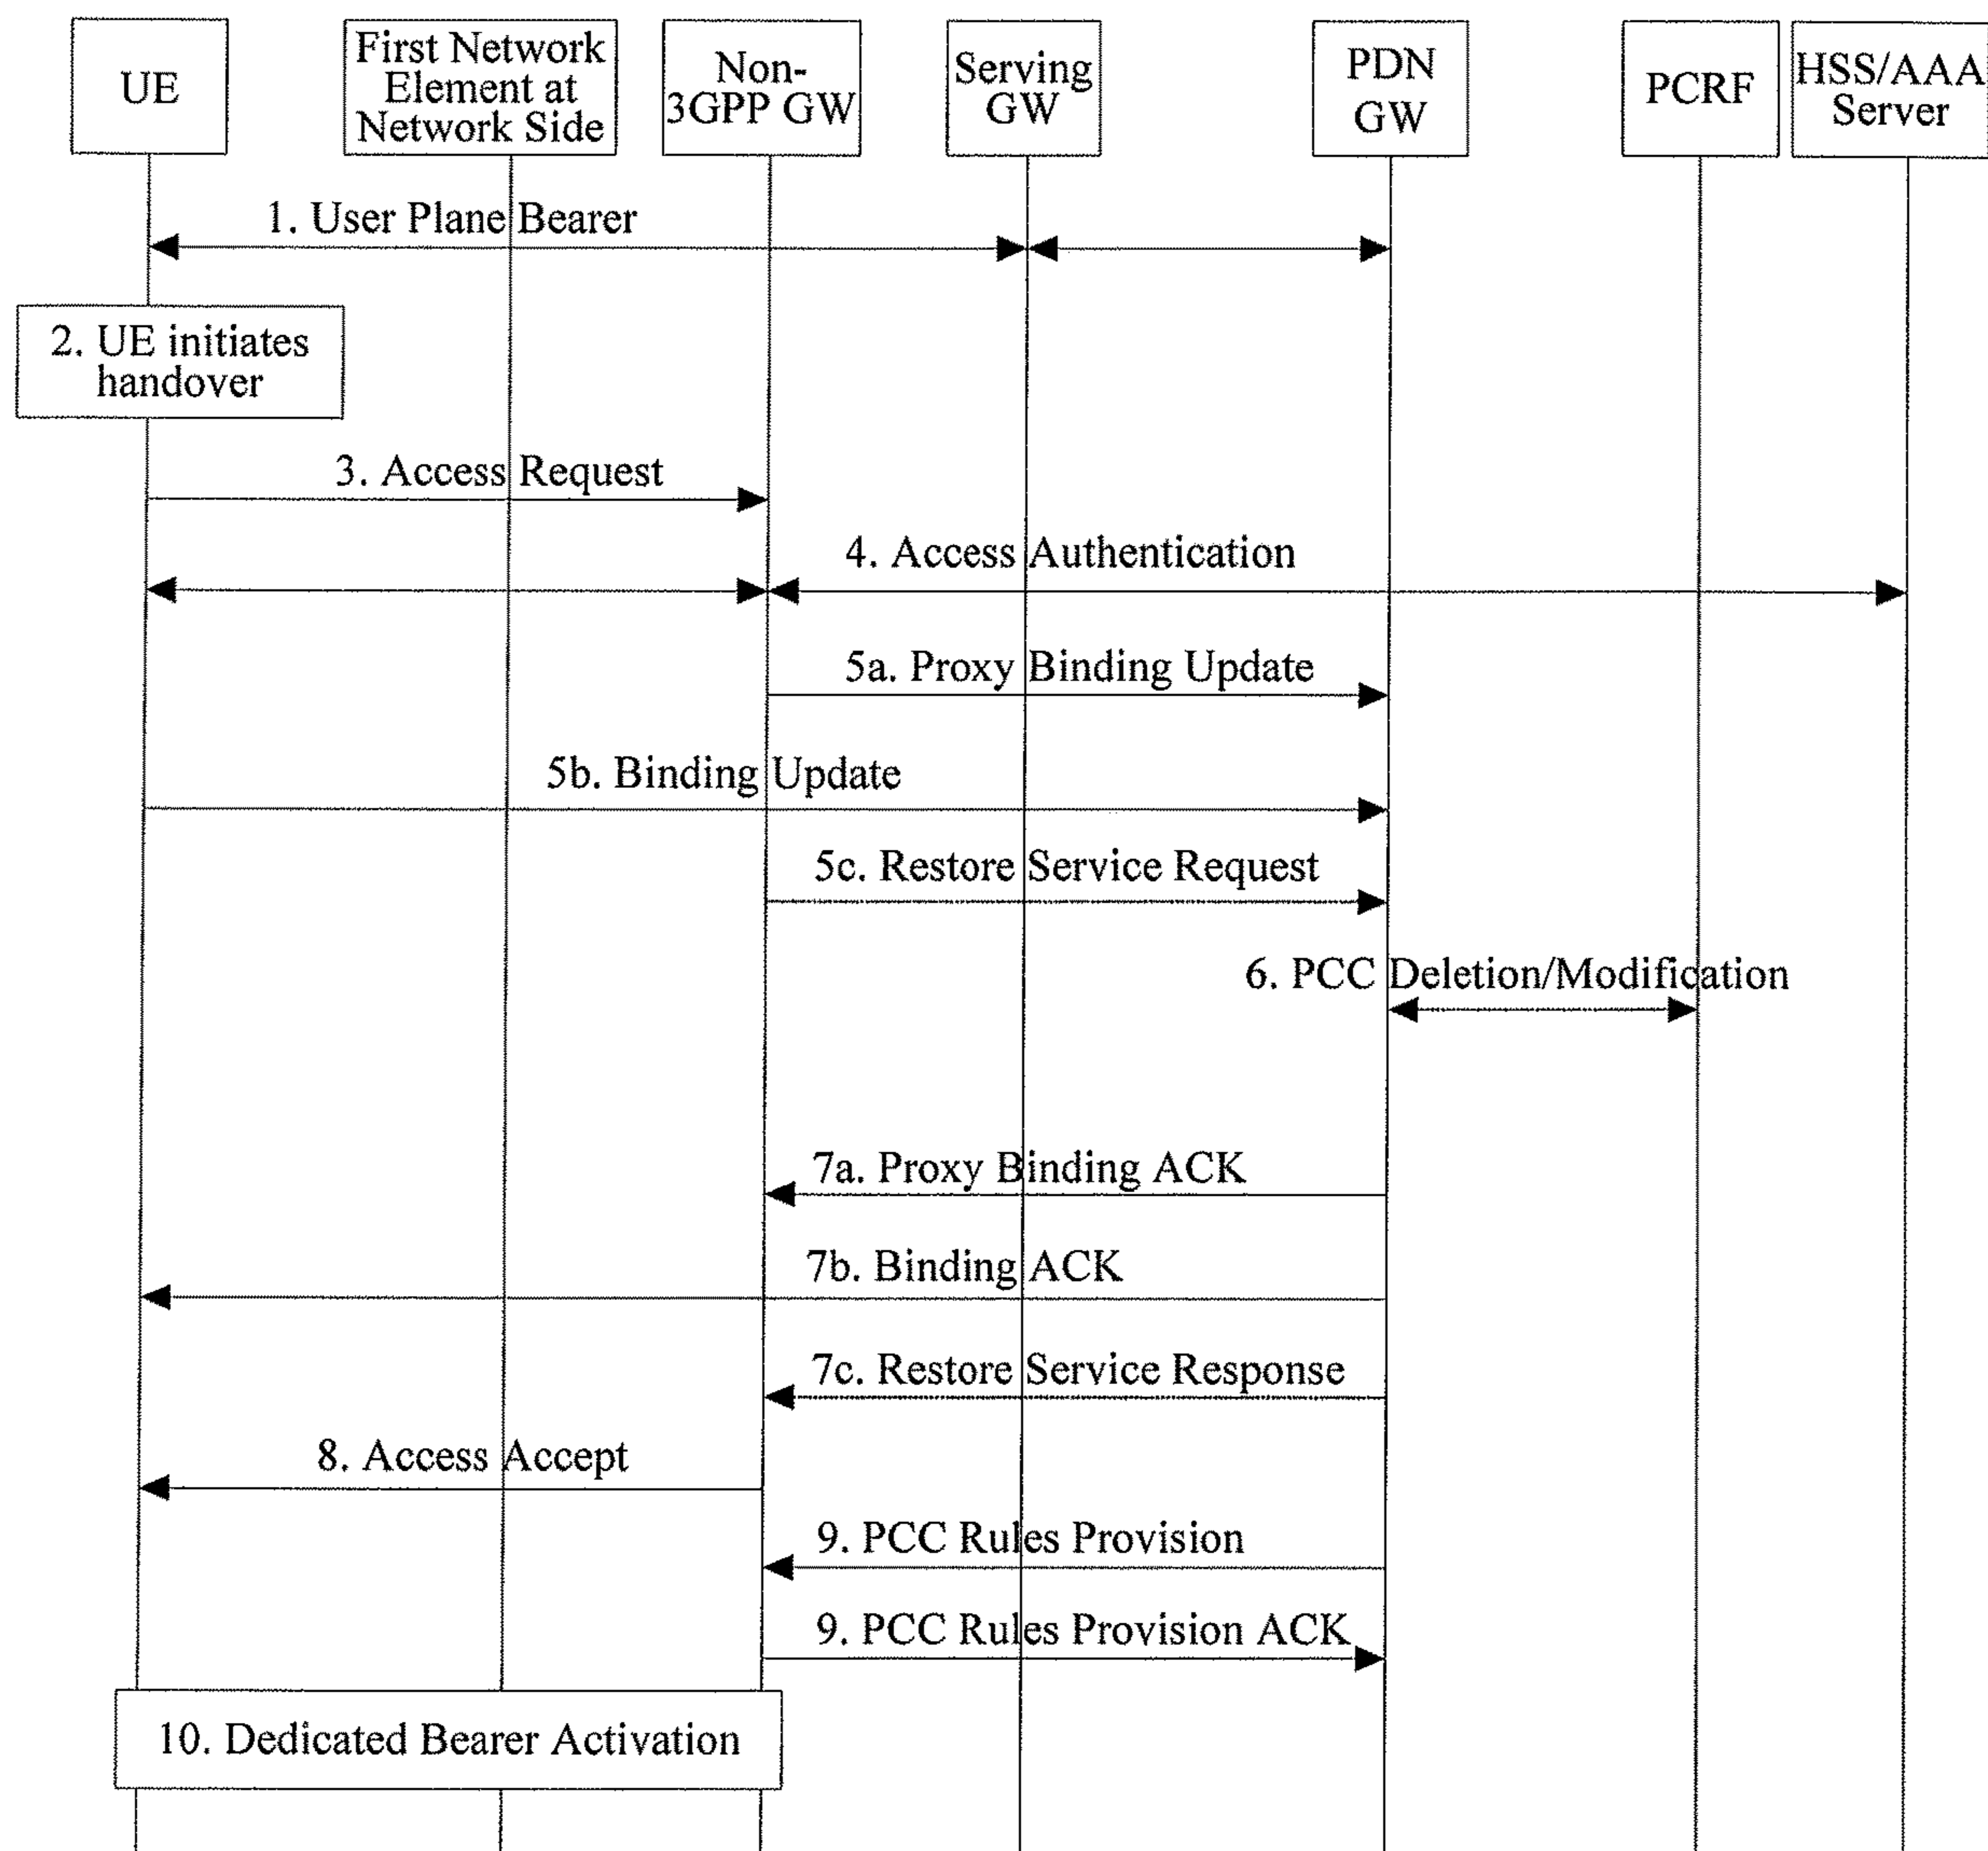 UE
First Network
Element at
Network Side
Non-
3GPP GW
Serving
GW
PDN
GW
PCRF
HSS/AAA
Server
1. User Plane Bearer
2. UE initiates
handover
3. Access Request
4. Access Authentication
5a. Proxy Binding Update
5b. Binding Update
5c. Restore Service Request
6. PCC Deletion/Modification
7a. Proxy Binding ACK
7b. Binding ACK
7c. Restore Service Response
8. Access Accept
9. PCC Rules Provision
9. PCC Rules Provision ACK
10. Dedicated Bearer Activation